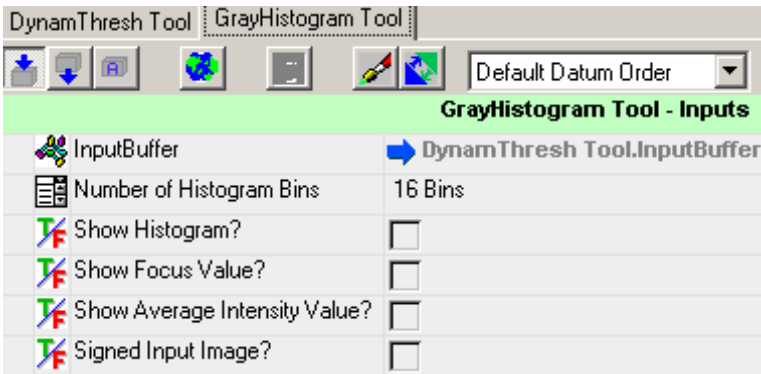 DynamThresh Tool GrayHistogram Tool
A Default Datum Order
GrayHistogram Tool - Inputs
InputBuffer DynamThresh Tool.InputBuffer
Number of Histogram Bins 16 Bins
T/F Show Histogram?
T/F Show Focus Value?
T/F Show Average Intensity Value?
T/F Signed Input Image?